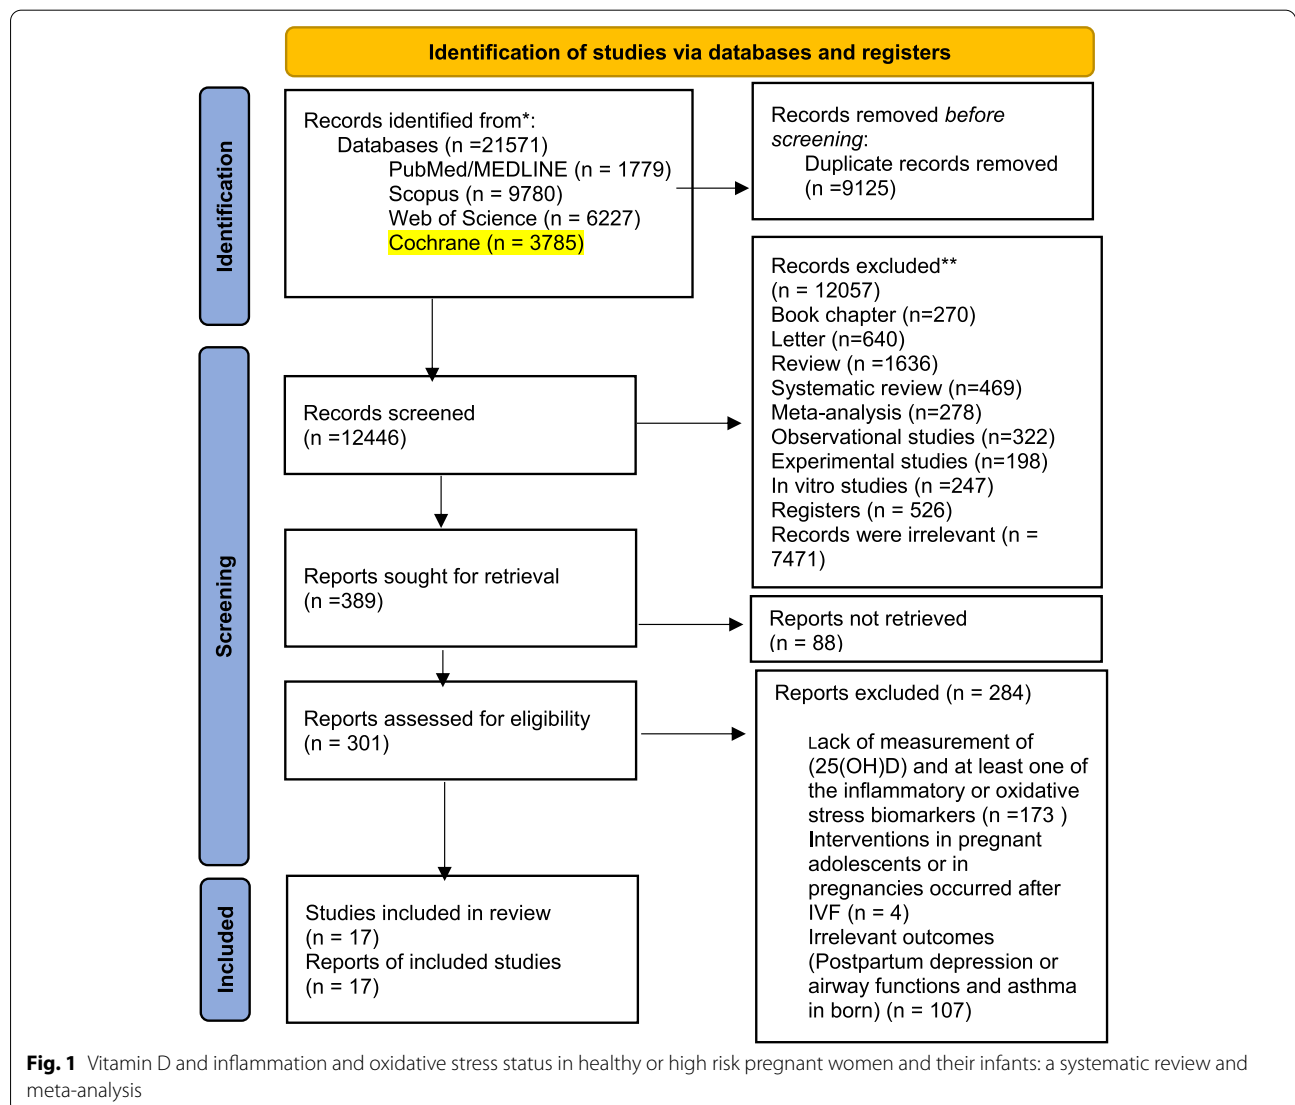 Identification of studies via databases and registers
Identification
Records identified from*:
Databases (n =21571)
PubMed/MEDLINE (n = 1779)
Scopus (n = 9780)
Web of Science (n = 6227)
Cochrane (n = 3785)
Records removed before
screening:
Duplicate records removed
(n =9125)
Screening
Records screened
(n =12446)
Records excluded**
(n = 12057)
Book chapter (n=270)
Letter (n=640)
Review (n =1636)
Systematic review (n=469)
Meta-analysis (n=278)
Observational studies (n=322)
Experimental studies (n=198)
In vitro studies (n =247)
Registers (n = 526)
Records were irrelevant (n =
7471)
Reports sought for retrieval
(n =389)
Reports not retrieved
(n = 88)
Reports assessed for eligibility
(n = 301)
Reports excluded (n = 284)
Lack of measurement of
(25(OH)D) and at least one of
the inflammatory or oxidative
stress biomarkers (n =173 )
Interventions in pregnant
adolescents or in
pregnancies occurred after
IVF (n = 4)
Irrelevant outcomes
(Postpartum depression or
airway functions and asthma
in born) (n = 107)
Included
Studies included in review
(n = 17)
Reports of included studies
(n = 17)
Fig. 1 Vitamin D and inflammation and oxidative stress status in healthy or high risk pregnant women and their infants: a systematic review and
meta-analysis